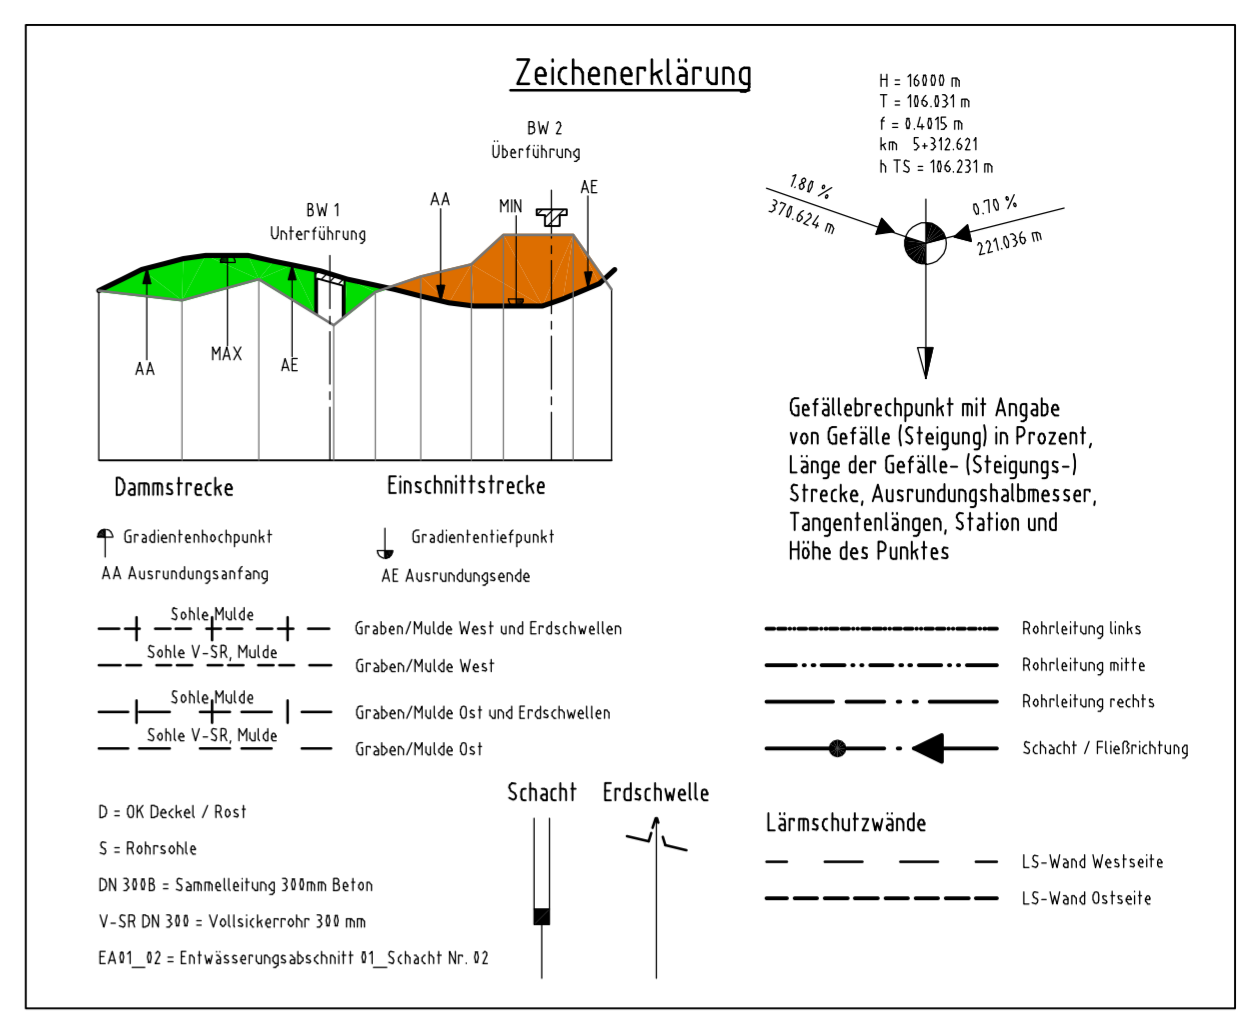 Zeichenerklärung
H = 16000 m
T = 106.031 m
f = 0.4015 m
km 5+312.621
h TS = 106.231 m
BW 2
Überführung
1.80 %
370.624 m
0.70 %
221.036 m
BW 1
Unterführung
AA
MIN
AE
AA
MAX
AE
Dammstrecke
Einschnittstrecke
Gefällebrechpunkt mit Angabe
von Gefälle (Steigung) in Prozent,
Länge der Gefälle- (Steigungs-)
Strecke, Ausrundungshalbmesser,
Tangentenlängen, Station und
Höhe des Punktes
Gradientenhochpunkt
Gradiententiefpunkt
AA Ausrundungsanfang
AE Ausrundungsende
Sohle Mulde
Graben/Mulde West und Erdschwellen
Sohle V-SR, Mulde
Graben/Mulde West
Sohle Mulde
Graben/Mulde Ost und Erdschwellen
Sohle V-SR, Mulde
Graben/Mulde Ost
Rohrleitung links
Rohrleitung mitte
Rohrleitung rechts
Schacht / Fließrichtung
D = OK Deckel / Rost
S = Rohrsohle
DN 300B = Sammelleitung 300mm Beton
V-SR DN 300 = Vollsickerrohr 300 mm
EA01_02 = Entwässerungsabschnitt 01_Schacht Nr. 02
Schacht
Erdschwelle
Lärmschutzwände
LS-Wand Westseite
LS-Wand Ostseite